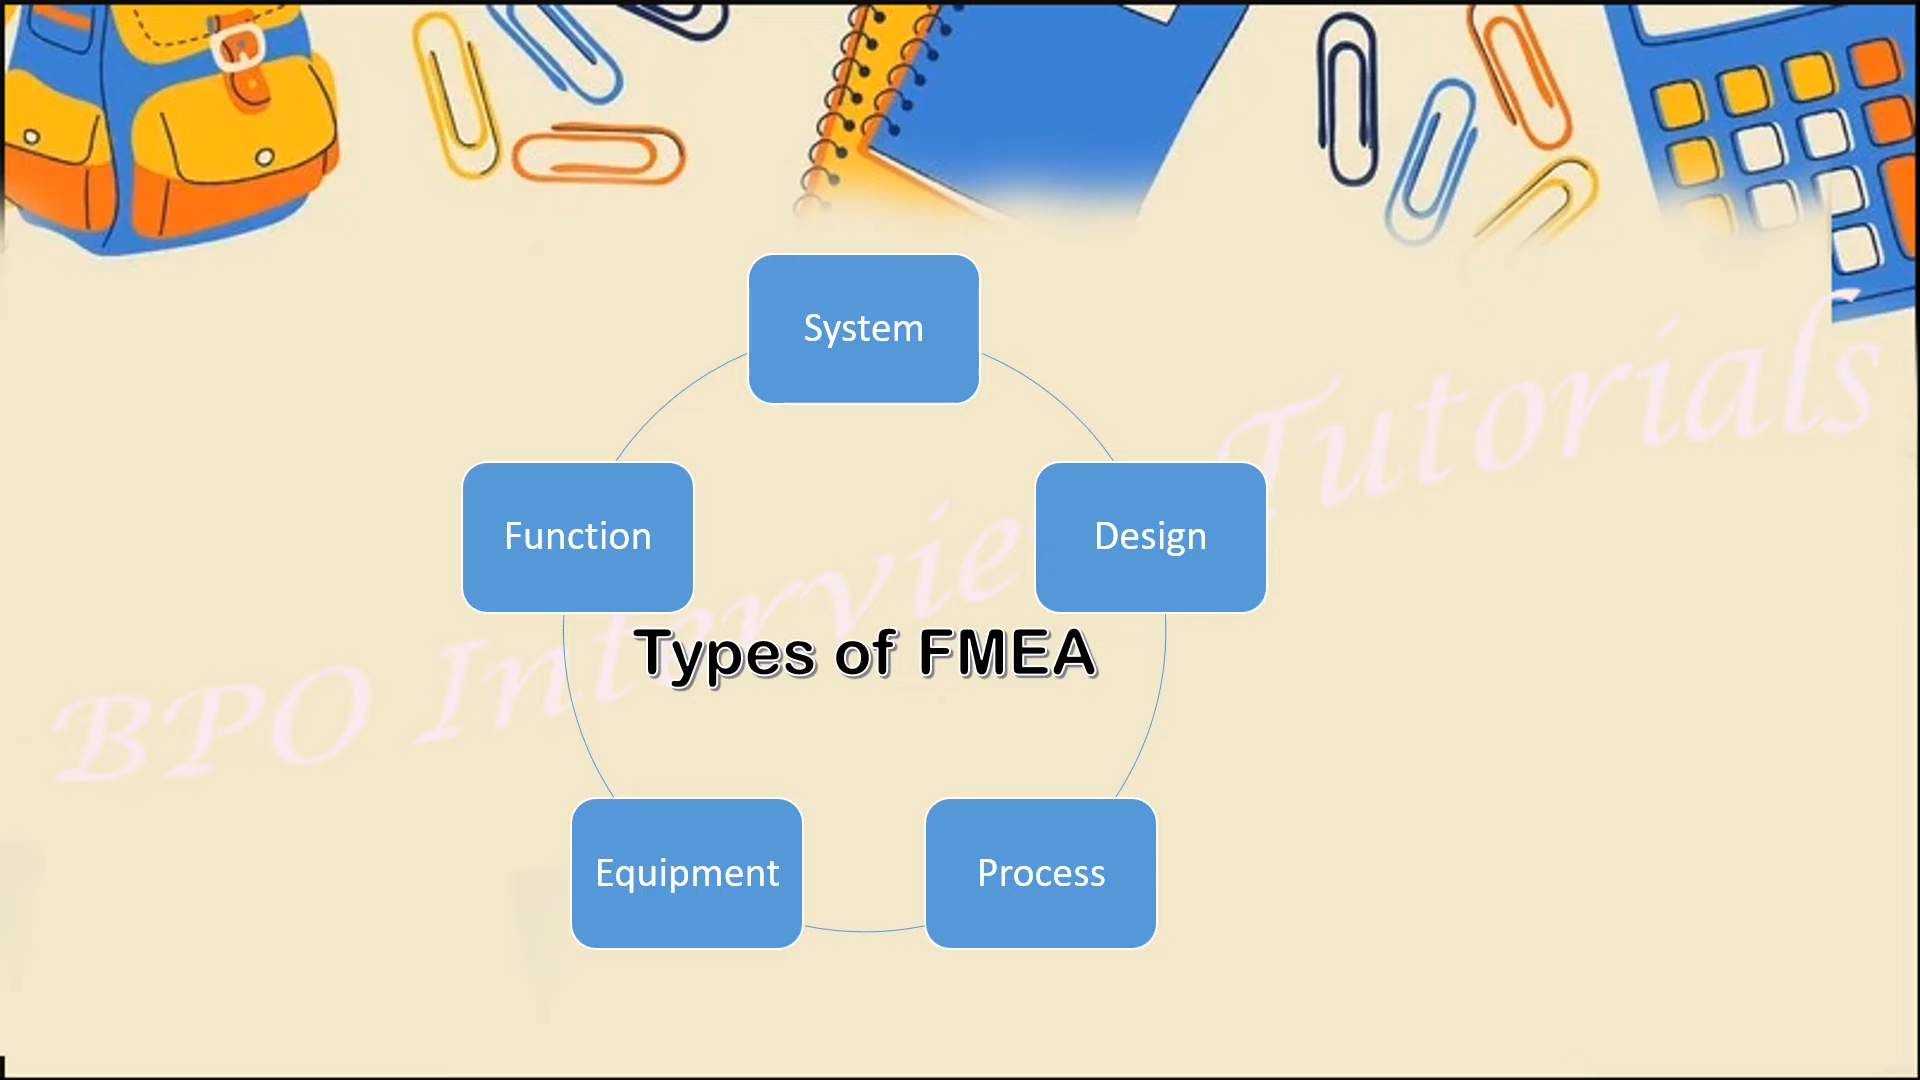 System
Function
Design
Types of FMEA
Equipment
Process
BPO Interview Tutorials